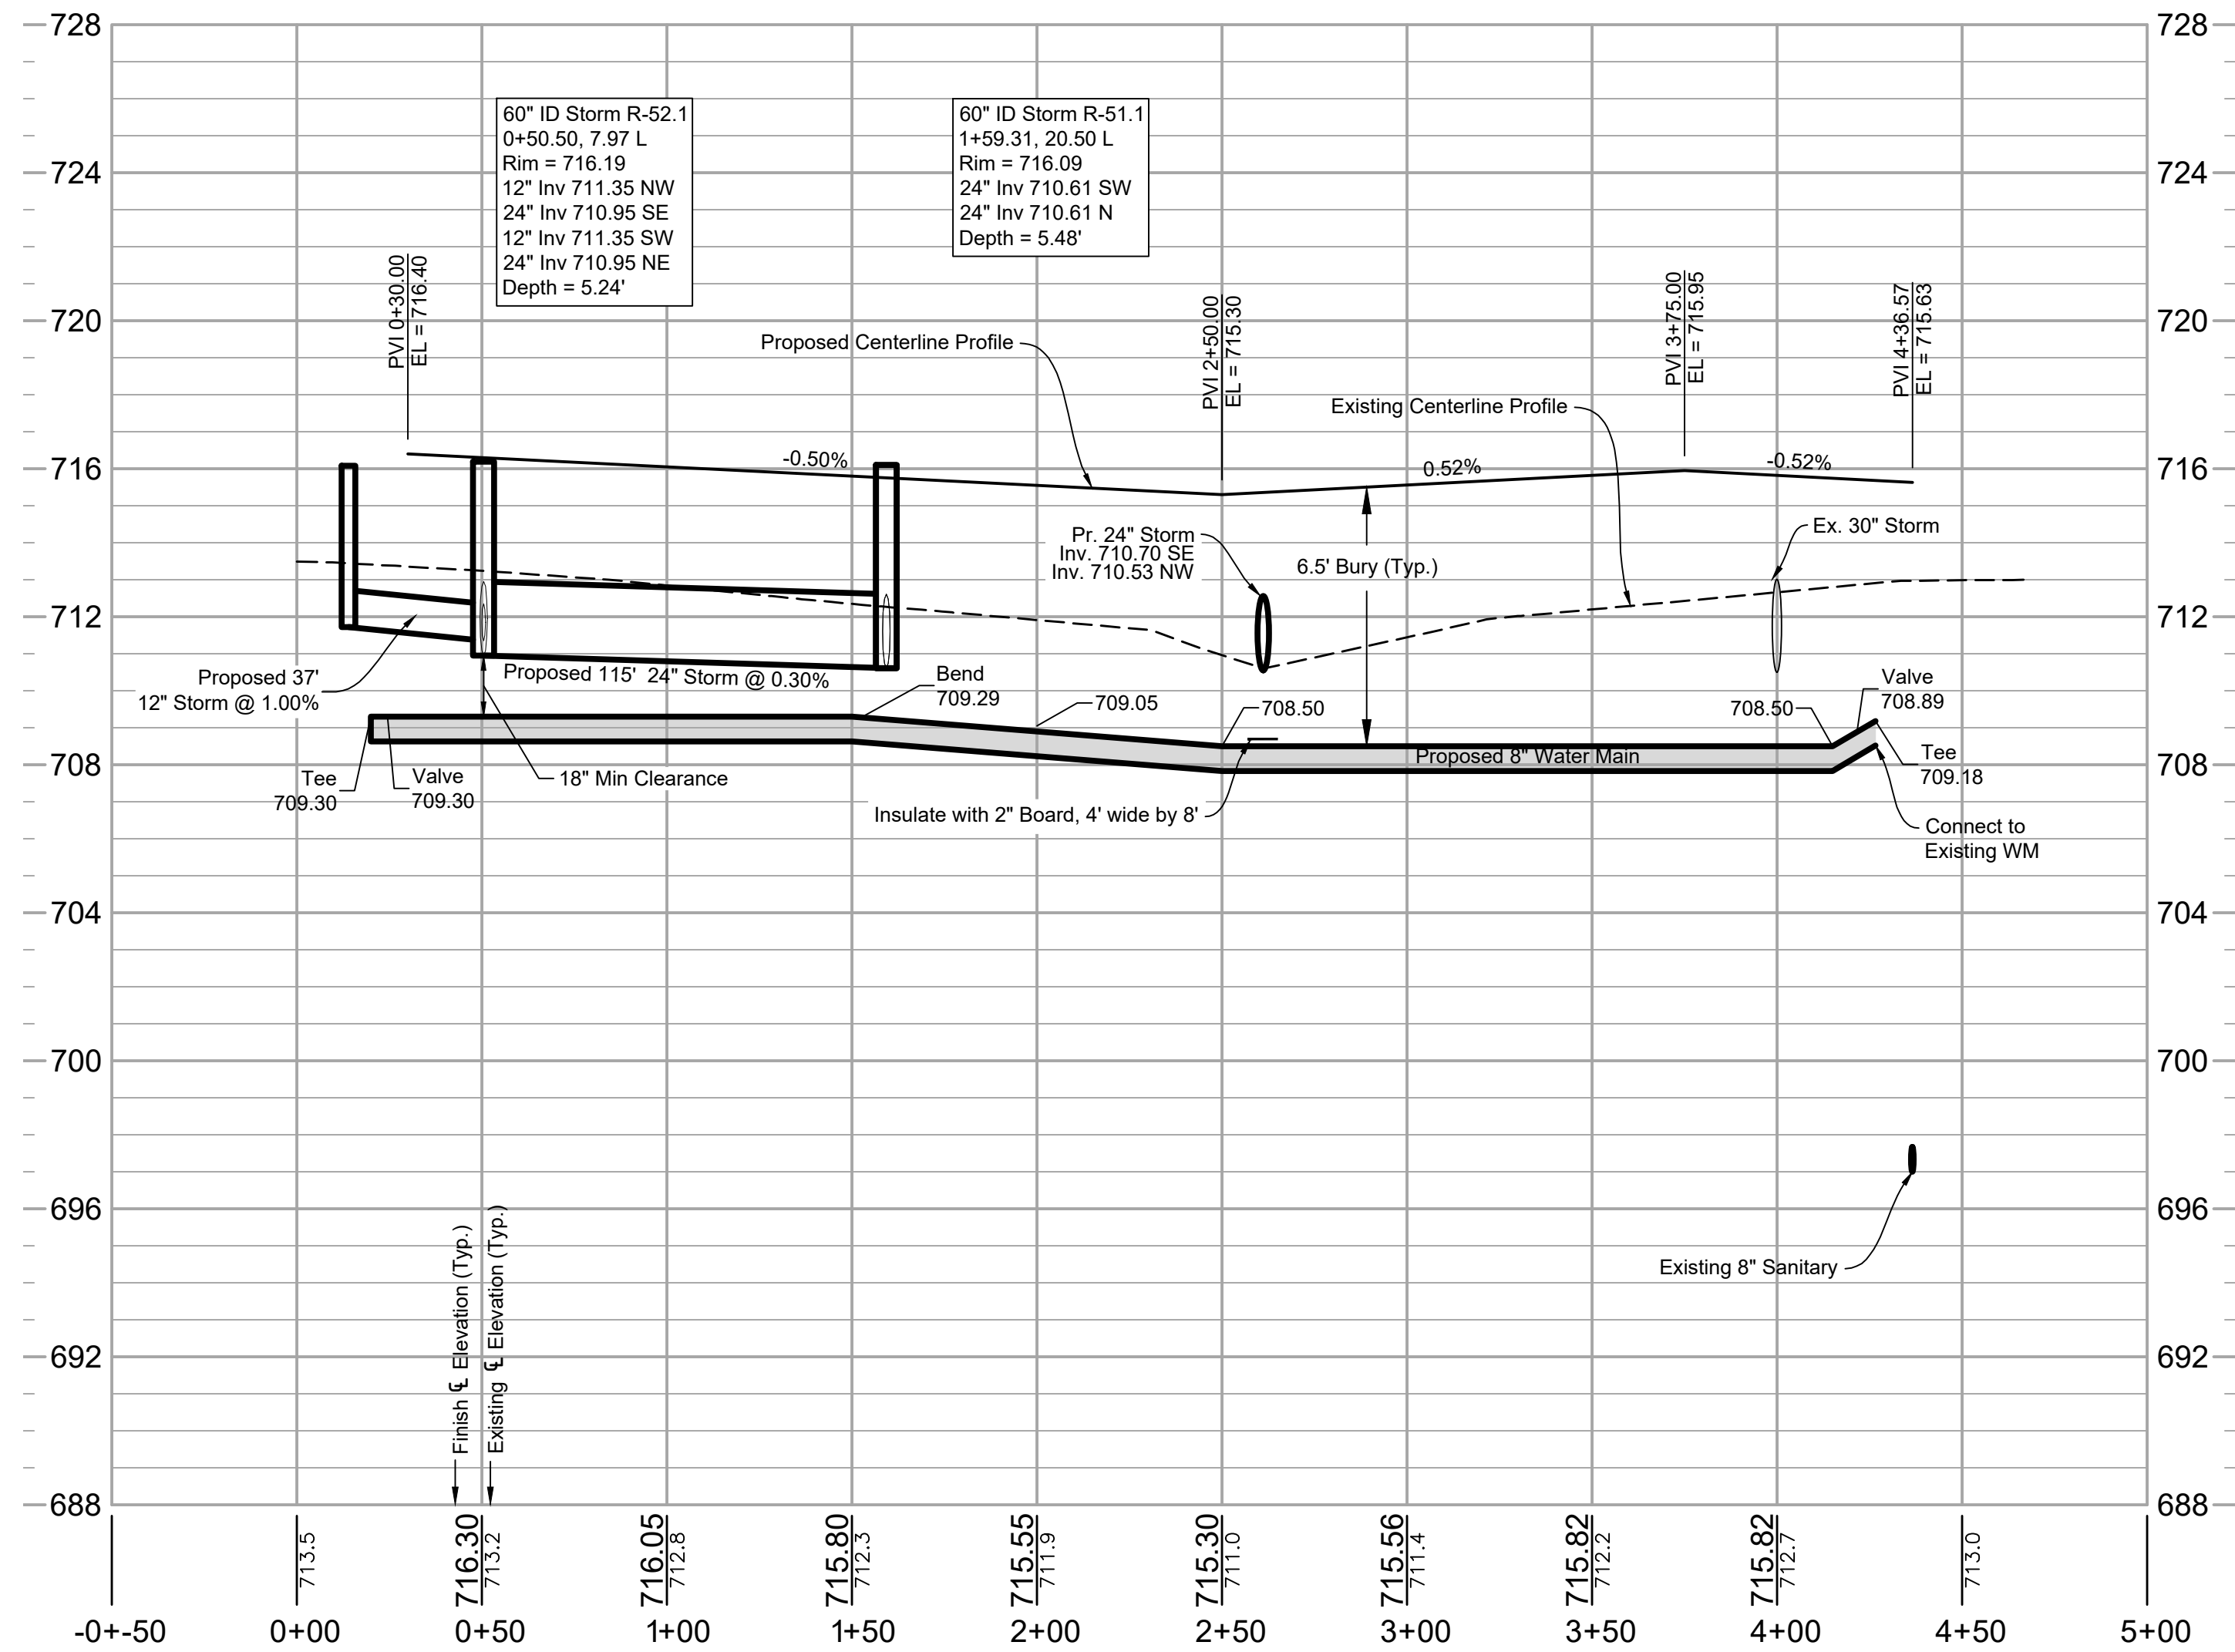 728
724
720
716
712
708
704
700
696
692
688
728
724
720
716
712
708
704
700
696
692
688
60" ID Storm R-52.1
0+50.50, 7.97 L
Rim = 716.19
12" Inv 711.35 NW
24" Inv 710.95 SE
12" Inv 711.35 SW
24" Inv 710.95 NE
Depth = 5.24'
60" ID Storm R-51.1
1+59.31, 20.50 L
Rim = 716.09
24" Inv 710.61 SW
24" Inv 710.61 N
Depth = 5.48'
PVI 0+30.00
EL = 716.40
Proposed Centerline Profile
PVI 2+50.00
EL = 715.30
Existing Centerline Profile
PVI 3+75.00
EL = 715.95
PVI 4+36.57
EL = 715.63
-0.50%
0.52%
-0.52%
Pr. 24" Storm
Inv. 710.70 SE
Inv. 710.53 NW
6.5' Bury (Typ.)
Ex. 30" Storm
Proposed 37'
12" Storm @ 1.00%
Proposed 115' 24" Storm @ 0.30%
Bend
709.29
709.05
708.50
708.50
Valve
708.89
Proposed 8" Water Main
Tee
709.18
Tee
709.30
Valve
709.30
18" Min Clearance
Insulate with 2" Board, 4' wide by 8'
Connect to
Existing WM
Existing 8" Sanitary
Finish ℄ Elevation (Typ.)
Existing ℄ Elevation (Typ.)
713.5
716.30
713.2
716.05
712.8
715.80
712.3
715.55
711.9
715.30
711.0
715.56
711.4
715.82
712.2
715.82
712.7
713.0
-0+-50
0+00
0+50
1+00
1+50
2+00
2+50
3+00
3+50
4+00
4+50
5+00